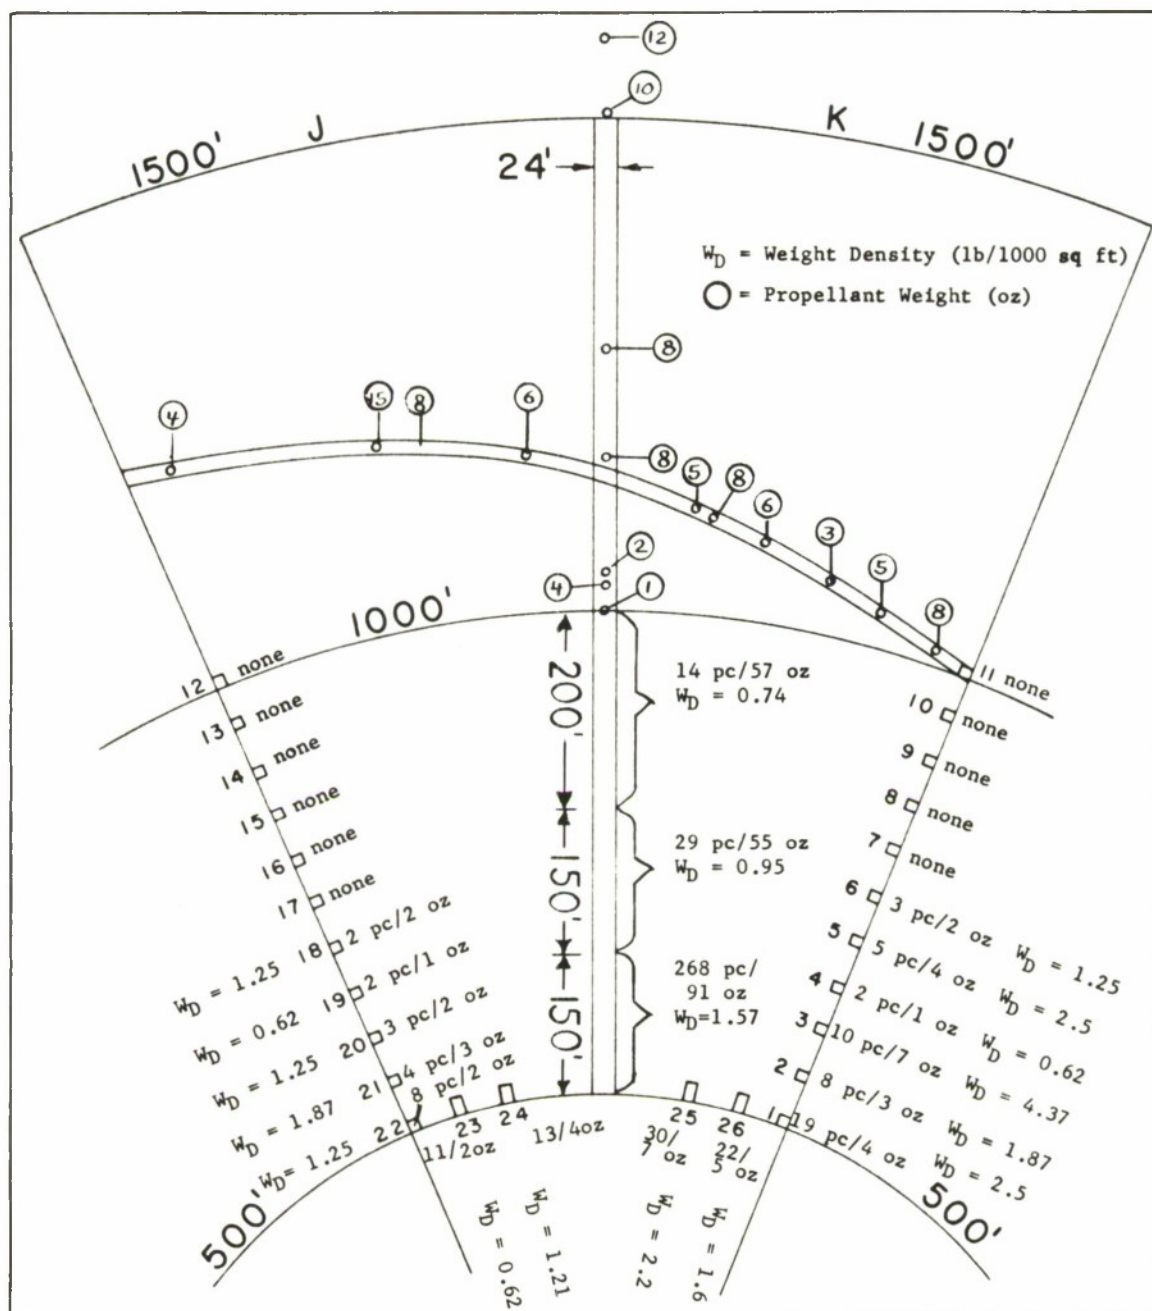 12
10
J
K
1500'
1500'
24'
W_D = Weight Density (lb/1000 sq ft)
○ = Propellant Weight (oz)
8
4
15
8
6
8
5
8
6
3
5
8
2
4
1
1000'
200'
14 pc/57 oz
W_D = 0.74
12 none
11 none
13 none
10 none
14 none
9 none
15 none
8 none
16 none
7 none
17 none
150'
29 pc/55 oz
W_D = 0.95
6 3 pc/2 oz W_D = 1.25
18 2 pc/2 oz
W_D = 1.25
5 5 pc/4 oz W_D = 2.5
19 2 pc/1 oz
W_D = 0.62
4 2 pc/1 oz W_D = 0.62
150'
268 pc/
91 oz
W_D=1.57
20 3 pc/2 oz
W_D = 1.25
3 10 pc/7 oz W_D = 4.37
21 4 pc/3 oz
W_D = 1.87
2 8 pc/3 oz W_D = 1.87
22 8 pc/2 oz
W_D= 1.25
1 19 pc/4 oz W_D = 2.5
23
11/2oz
W_D = 0.62
24
13/4oz
W_D = 1.21
25
30/
7 oz
W_D = 2.2
26
22/
5 oz
W_D = 1.6
500'
500'